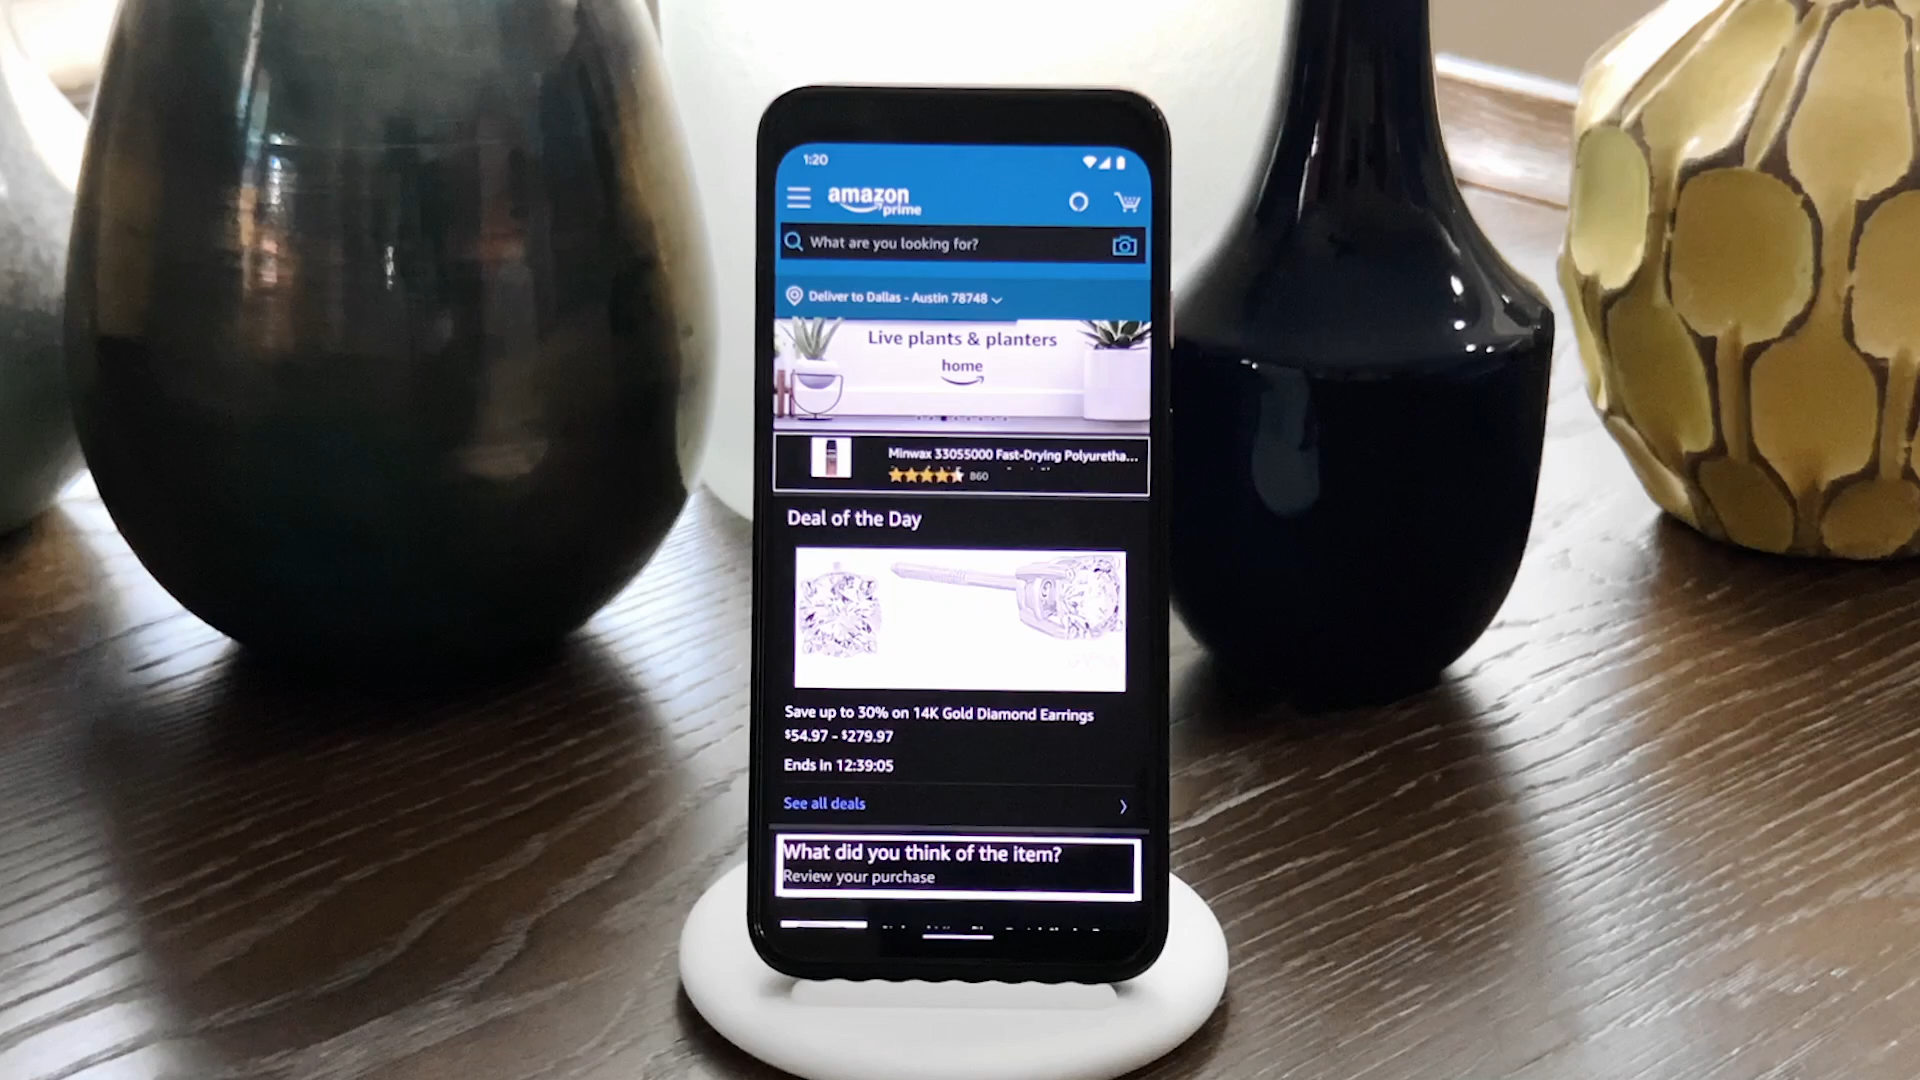 1:20
amazon
prime
What are you looking for?
Deliver to Dallas - Austin 78748
Live plants & planters
home
Minwax 33055000 Fast-Drying Polyuretha...
860
Deal of the Day
Save up to 30% on 14K Gold Diamond Earrings
$54.97 - $279.97
Ends in 12:39:05
See all deals
What did you think of the item?
Review your purchase